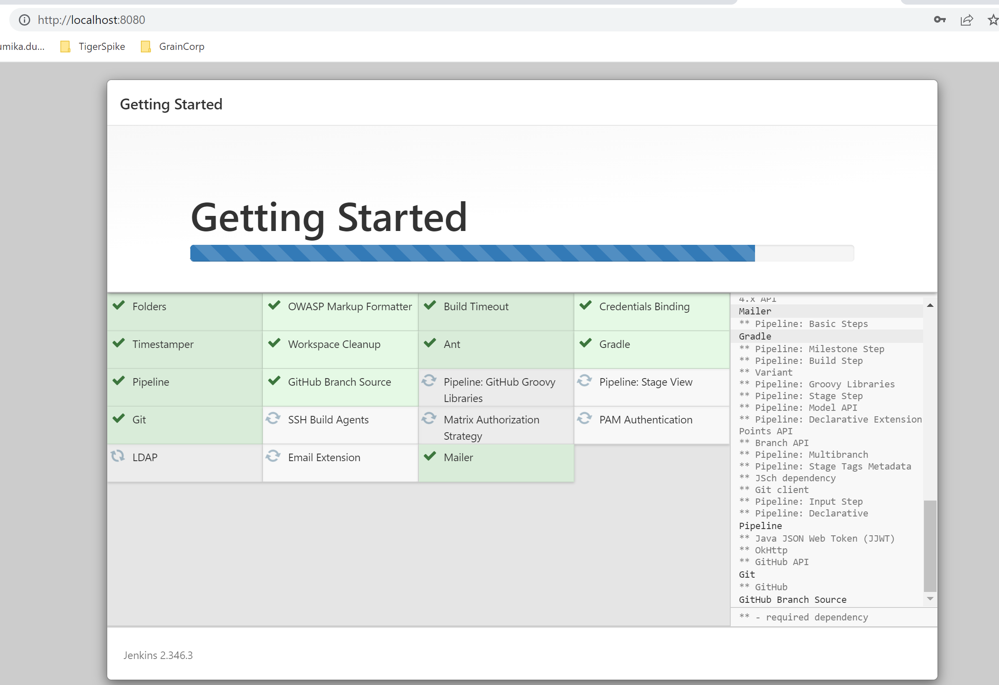 http://localhost:8080
umika.du...
TigerSpike
GrainCorp
Getting Started
Getting Started
Folders
OWASP Markup Formatter
Build Timeout
Credentials Binding
Timestamper
Workspace Cleanup
Ant
Gradle
Pipeline
GitHub Branch Source
Pipeline: GitHub Groovy
Libraries
Pipeline: Stage View
Git
SSH Build Agents
Matrix Authorization
Strategy
PAM Authentication
LDAP
Email Extension
Mailer
4.x API
Mailer
** Pipeline: Basic Steps
Gradle
** Pipeline: Milestone Step
** Pipeline: Build Step
** Variant
** Pipeline: Groovy Libraries
** Pipeline: Stage Step
** Pipeline: Model API
** Pipeline: Declarative Extension
Points API
** Branch API
** Pipeline: Multibranch
** Pipeline: Stage Tags Metadata
** JSch dependency
** Git client
** Pipeline: Input Step
** Pipeline: Declarative
Pipeline
** Java JSON Web Token (JJWT)
** OkHttp
** GitHub API
Git
** GitHub
GitHub Branch Source
** - required dependency
Jenkins 2.346.3